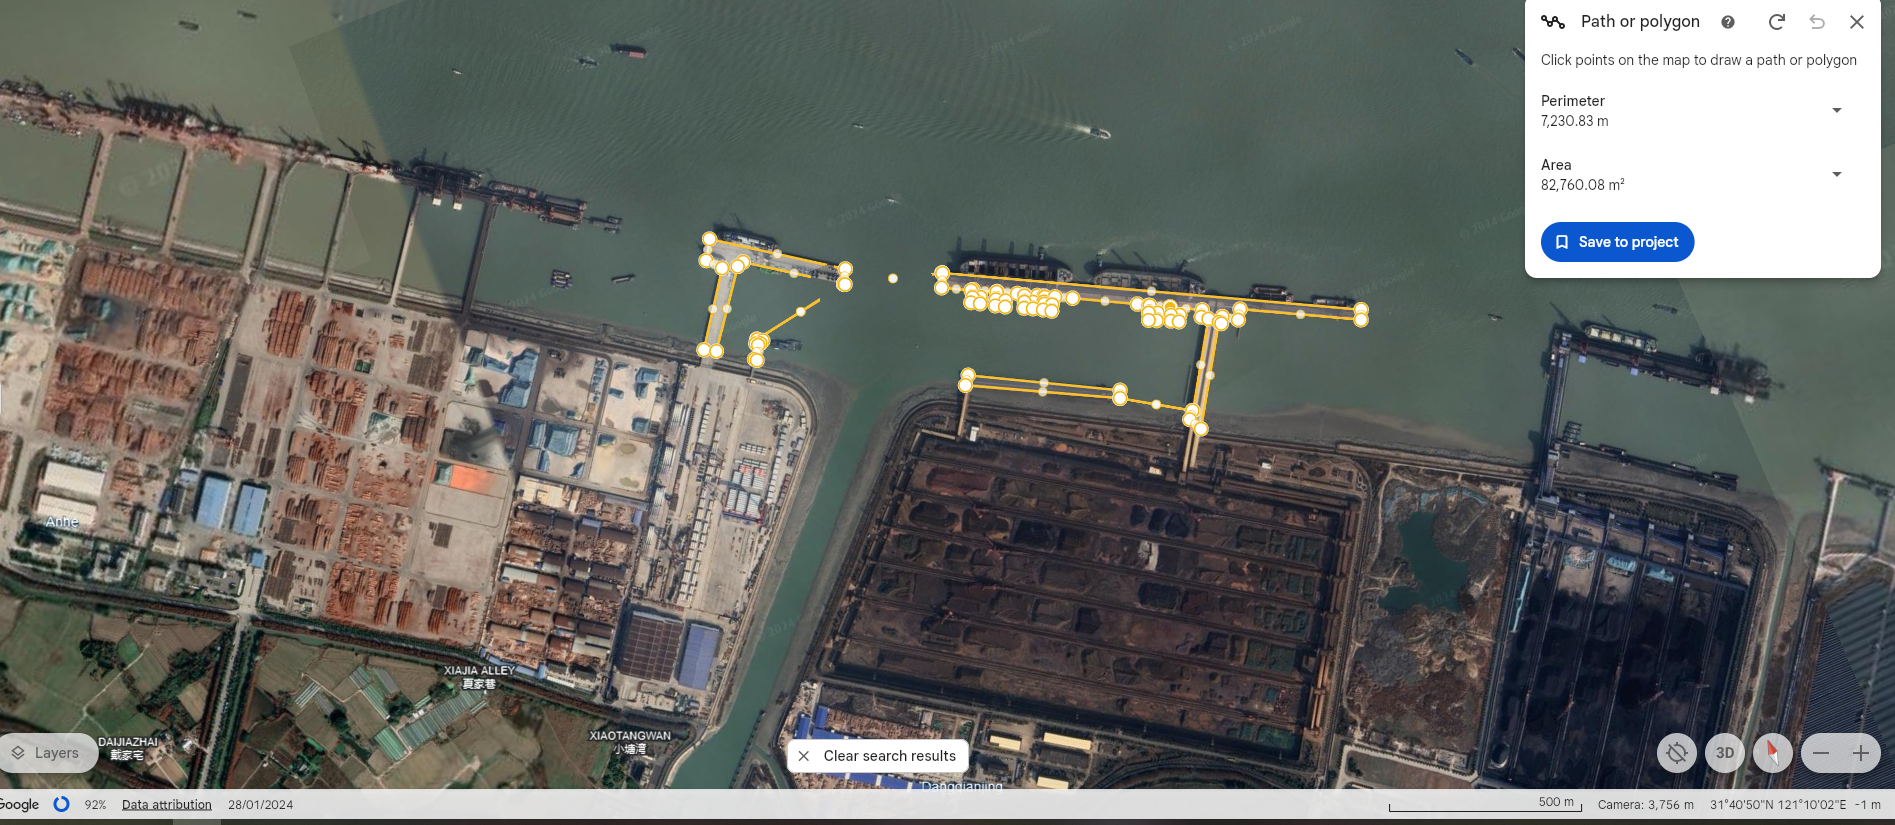 Path or polygon
Click points on the map to draw a path or polygon
Perimeter
7,230.83 m
Area
82,760.08 m²
Save to project
Anhe
XIAJIA ALLEY
夏家巷
DAIJIAZHAI
戴家宅
XIAOTANGWAN
小塘湾
Layers
Clear search results
3D
Google
92%
Data attribution
28/01/2024
500 m
Camera: 3,756 m
31°40'50"N 121°10'02"E
-1 m